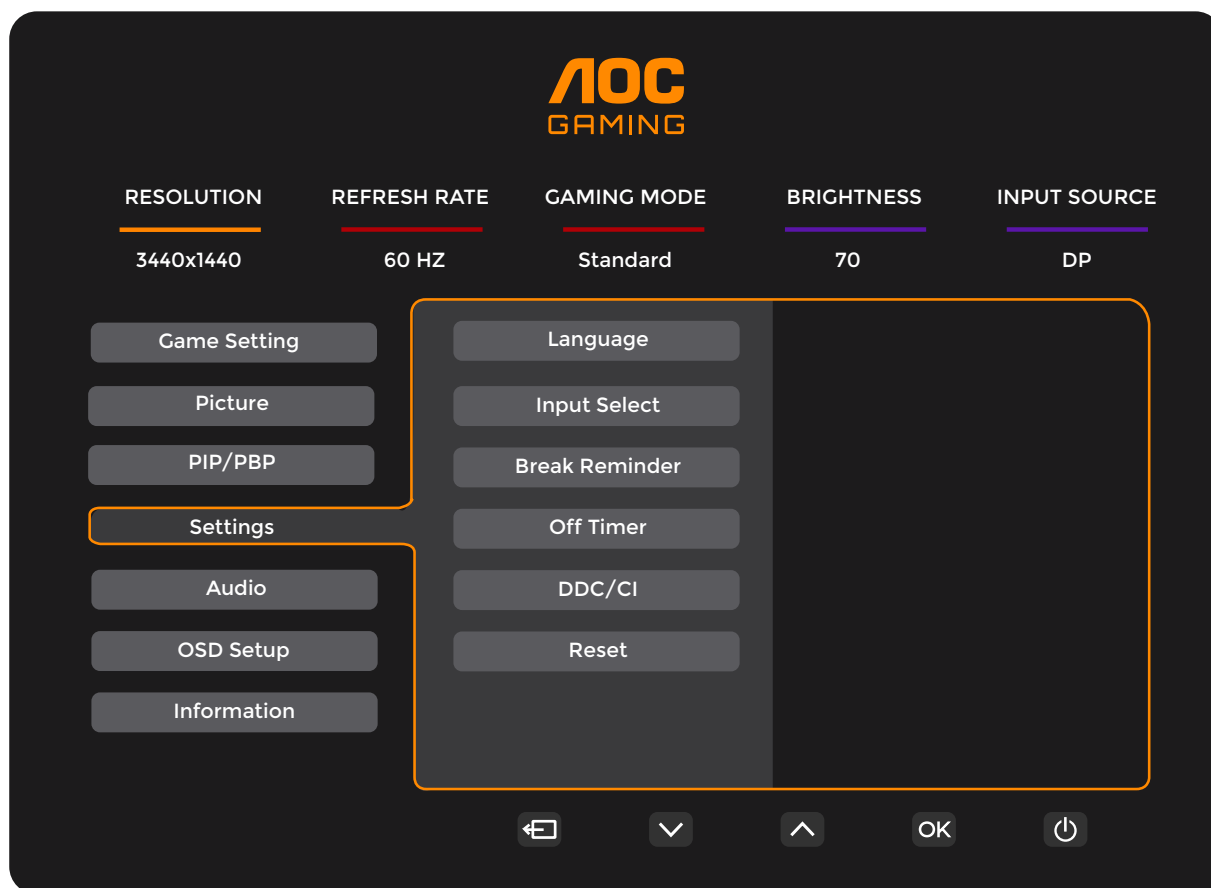 AOC
GAMING
RESOLUTION REFRESH RATE GAMING MODE BRIGHTNESS INPUT SOURCE
3440x1440 60 HZ Standard 70 DP
Game Setting Language
Picture Input Select
PIP/PBP Break Reminder
Settings Off Timer
Audio DDC/CI
OSD Setup Reset
Information
OK